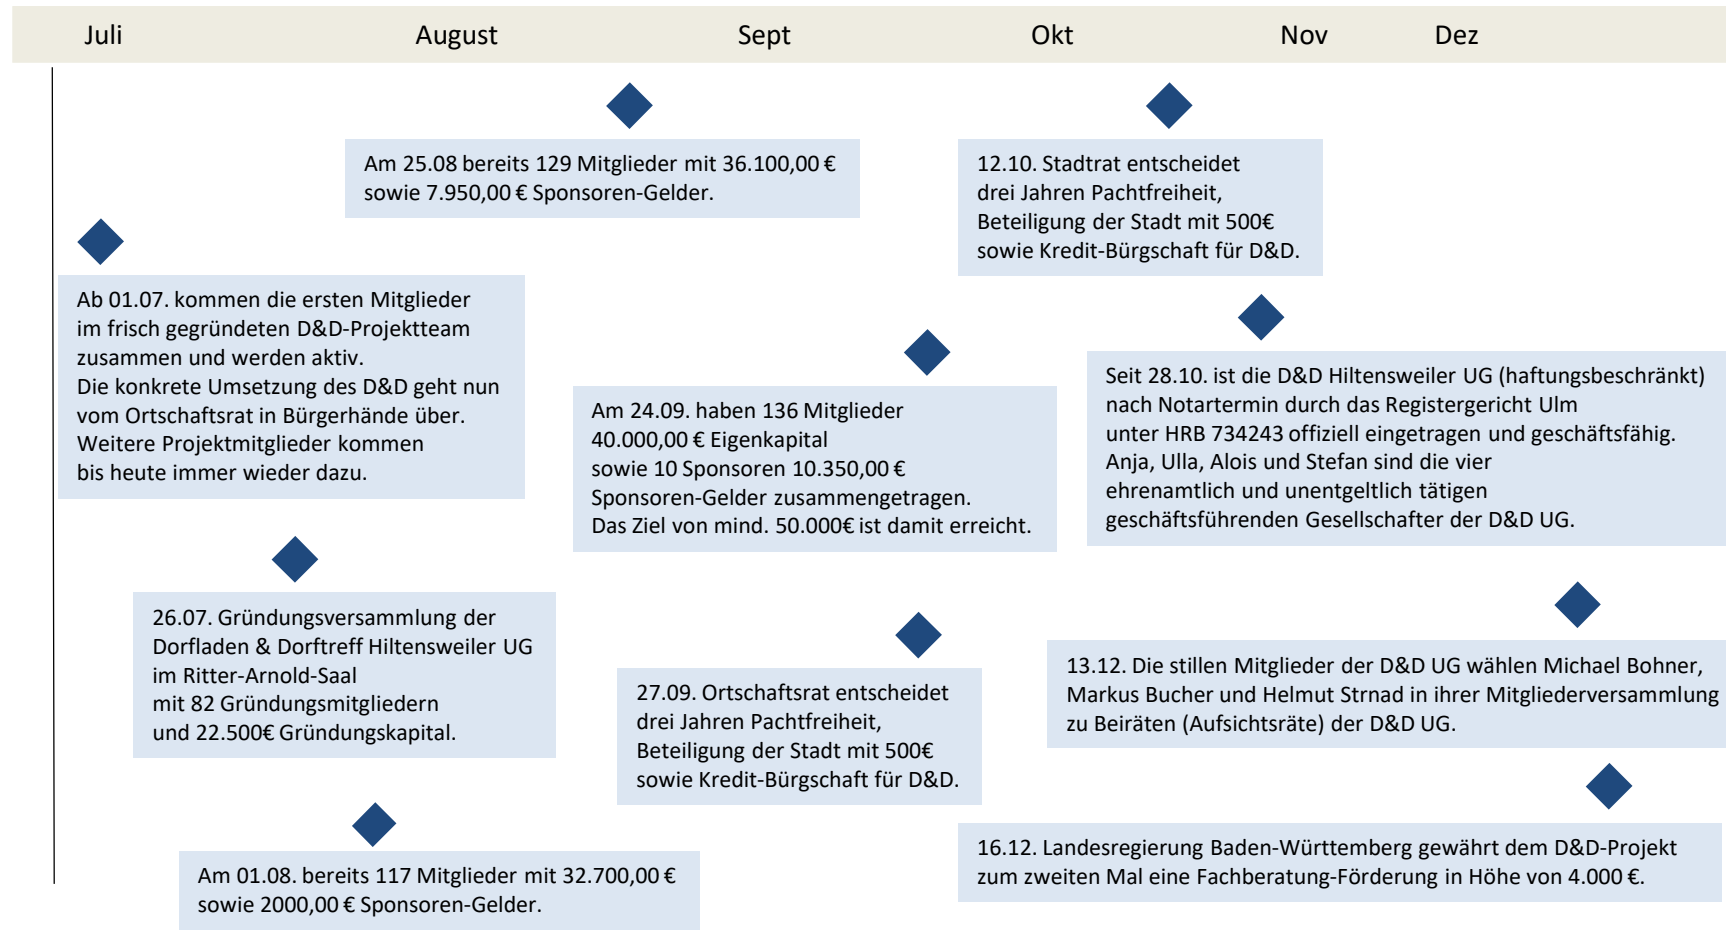 Juli August Sept Okt Nov Dez
Am 25.08 bereits 129 Mitglieder mit 36.100,00 €
sowie 7.950,00 € Sponsoren-Gelder.
12.10. Stadtrat entscheidet
drei Jahren Pachtfreiheit,
Beteiligung der Stadt mit 500€
sowie Kredit-Bürgschaft für D&D.
Ab 01.07. kommen die ersten Mitglieder
im frisch gegründeten D&D-Projektteam
zusammen und werden aktiv.
Die konkrete Umsetzung des D&D geht nun
vom Ortschaftsrat in Bürgerhände über.
Weitere Projektmitglieder kommen
bis heute immer wieder dazu.
Am 24.09. haben 136 Mitglieder
40.000,00 € Eigenkapital
sowie 10 Sponsoren 10.350,00 €
Sponsoren-Gelder zusammengetragen.
Das Ziel von mind. 50.000€ ist damit erreicht.
Seit 28.10. ist die D&D Hiltensweiler UG (haftungsbeschränkt)
nach Notartermin durch das Registergericht Ulm
unter HRB 734243 offiziell eingetragen und geschäftsfähig.
Anja, Ulla, Alois und Stefan sind die vier
ehrenamtlich und unentgeltlich tätigen
geschäftsführenden Gesellschafter der D&D UG.
26.07. Gründungsversammlung der
Dorfladen & Dorftreff Hiltensweiler UG
im Ritter-Arnold-Saal
mit 82 Gründungsmitgliedern
und 22.500€ Gründungskapital.
27.09. Ortschaftsrat entscheidet
drei Jahren Pachtfreiheit,
Beteiligung der Stadt mit 500€
sowie Kredit-Bürgschaft für D&D.
13.12. Die stillen Mitglieder der D&D UG wählen Michael Bohner,
Markus Bucher und Helmut Strnad in ihrer Mitgliederversammlung
zu Beiräten (Aufsichtsräte) der D&D UG.
Am 01.08. bereits 117 Mitglieder mit 32.700,00 €
sowie 2000,00 € Sponsoren-Gelder.
16.12. Landesregierung Baden-Württemberg gewährt dem D&D-Projekt
zum zweiten Mal eine Fachberatung-Förderung in Höhe von 4.000 €.